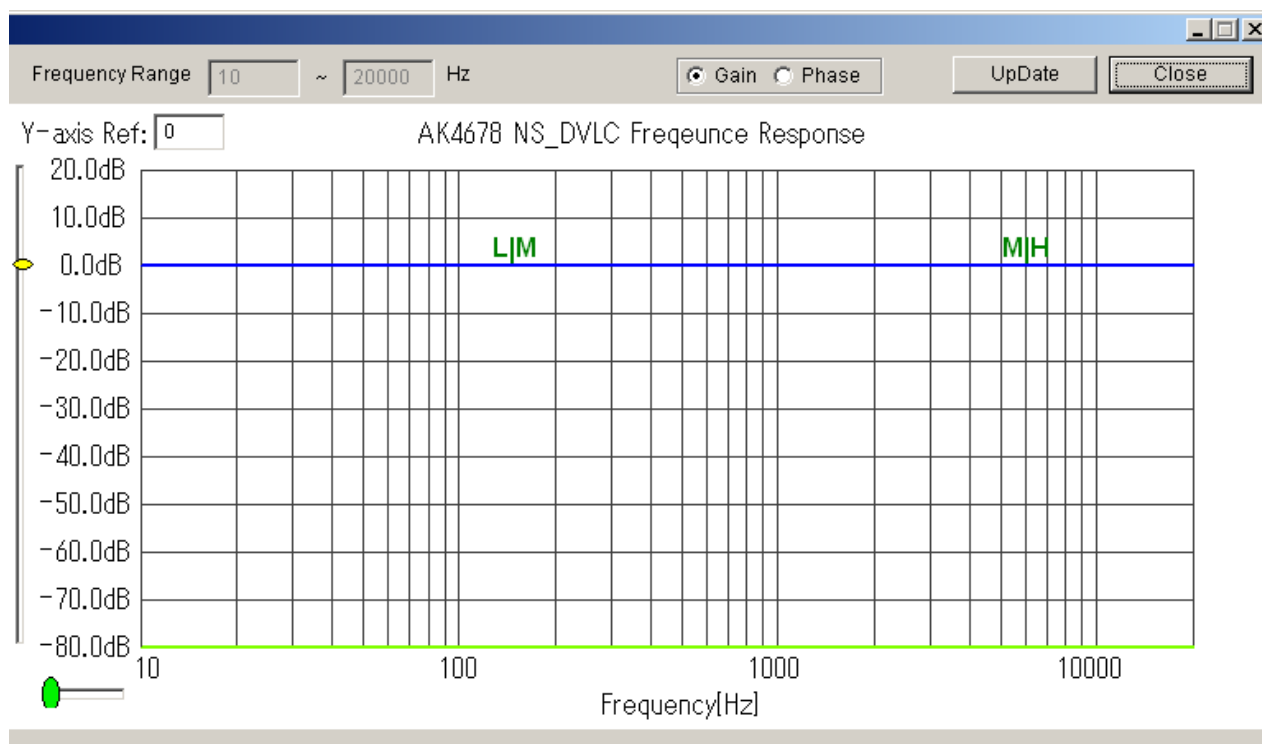 Frequency Range 10 ~ 20000 Hz Gain Phase UpDate Close
Y-axis Ref: 0 AK4678 NS_DVLC Freqeunce Response
20.0dB
10.0dB
L|M M|H
0.0dB
-10.0dB
-20.0dB
-30.0dB
-40.0dB
-50.0dB
-60.0dB
-70.0dB
-80.0dB
10 100 1000 10000
Frequency[Hz]